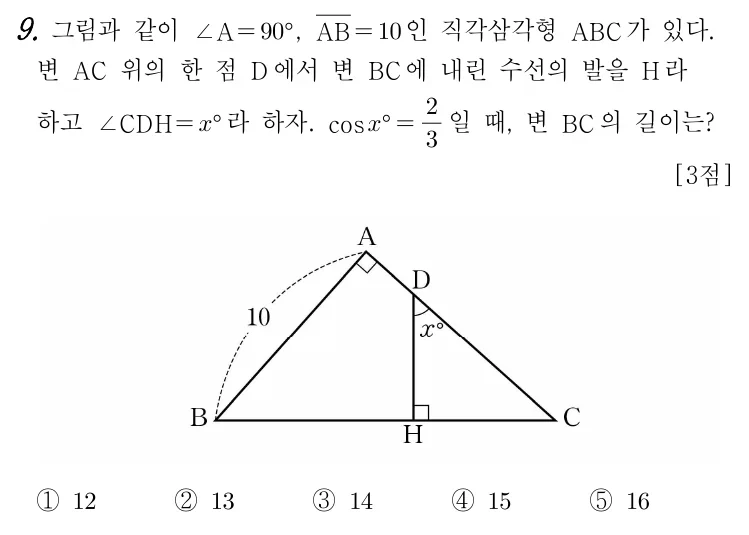 9. 그림과 같이 ∠A=90°, AB=10인 직각삼각형 ABC가 있다.
변 AC 위의 한 점 D에서 변 BC에 내린 수선의 발을 H라
하고 ∠CDH=x°라 하자. cosx°=2/3일 때, 변 BC의 길이는?
[3점]
A
D
10
x°
B
H
C
① 12 ② 13 ③ 14 ④ 15 ⑤ 16